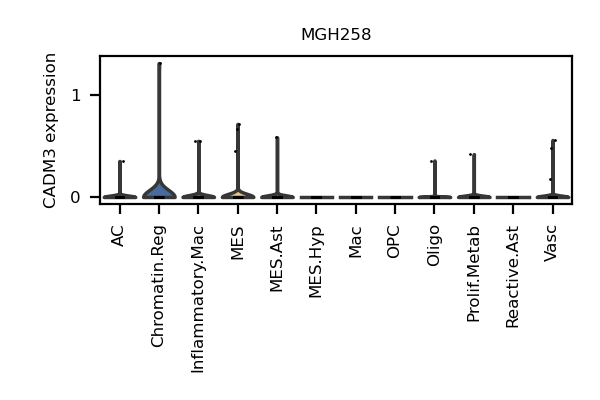 MGH258
CADM3 expression
1
0
AC
Chromatin.Reg
Inflammatory.Mac
MES
MES.Ast
MES.Hyp
Mac
OPC
Oligo
Prolif.Metab
Reactive.Ast
Vasc